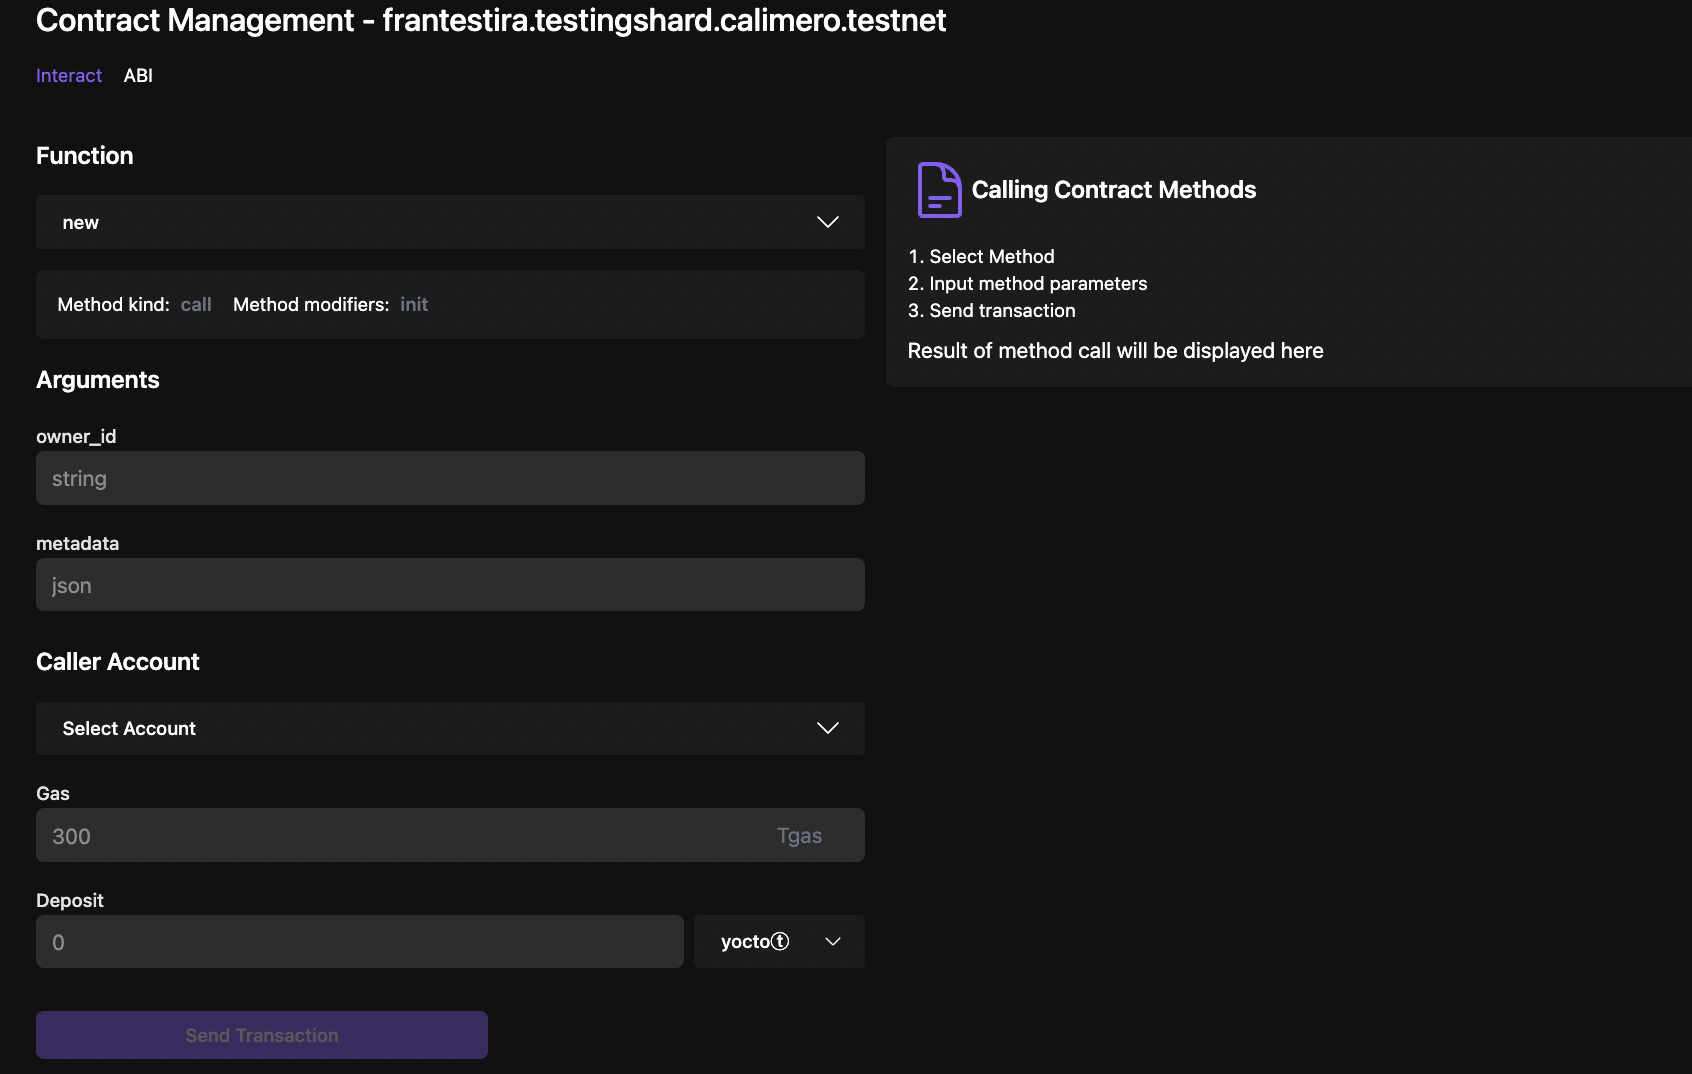 Contract Management - frantestira.testingshard.calimero.testnet
Interact ABI
Function
new
Method kind: call Method modifiers: init
Arguments
owner_id
string
metadata
json
Caller Account
Select Account
Gas
300 Tgas
Deposit
0 yoctoⓣ
Send Transaction
Calling Contract Methods
1. Select Method
2. Input method parameters
3. Send transaction
Result of method call will be displayed here